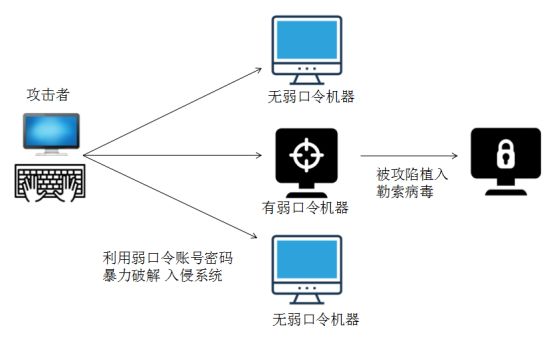 无弱口令机器
攻击者
有弱口令机器
被攻陷植入
勒索病毒
利用弱口令账号密码
暴力破解 入侵系统
无弱口令机器